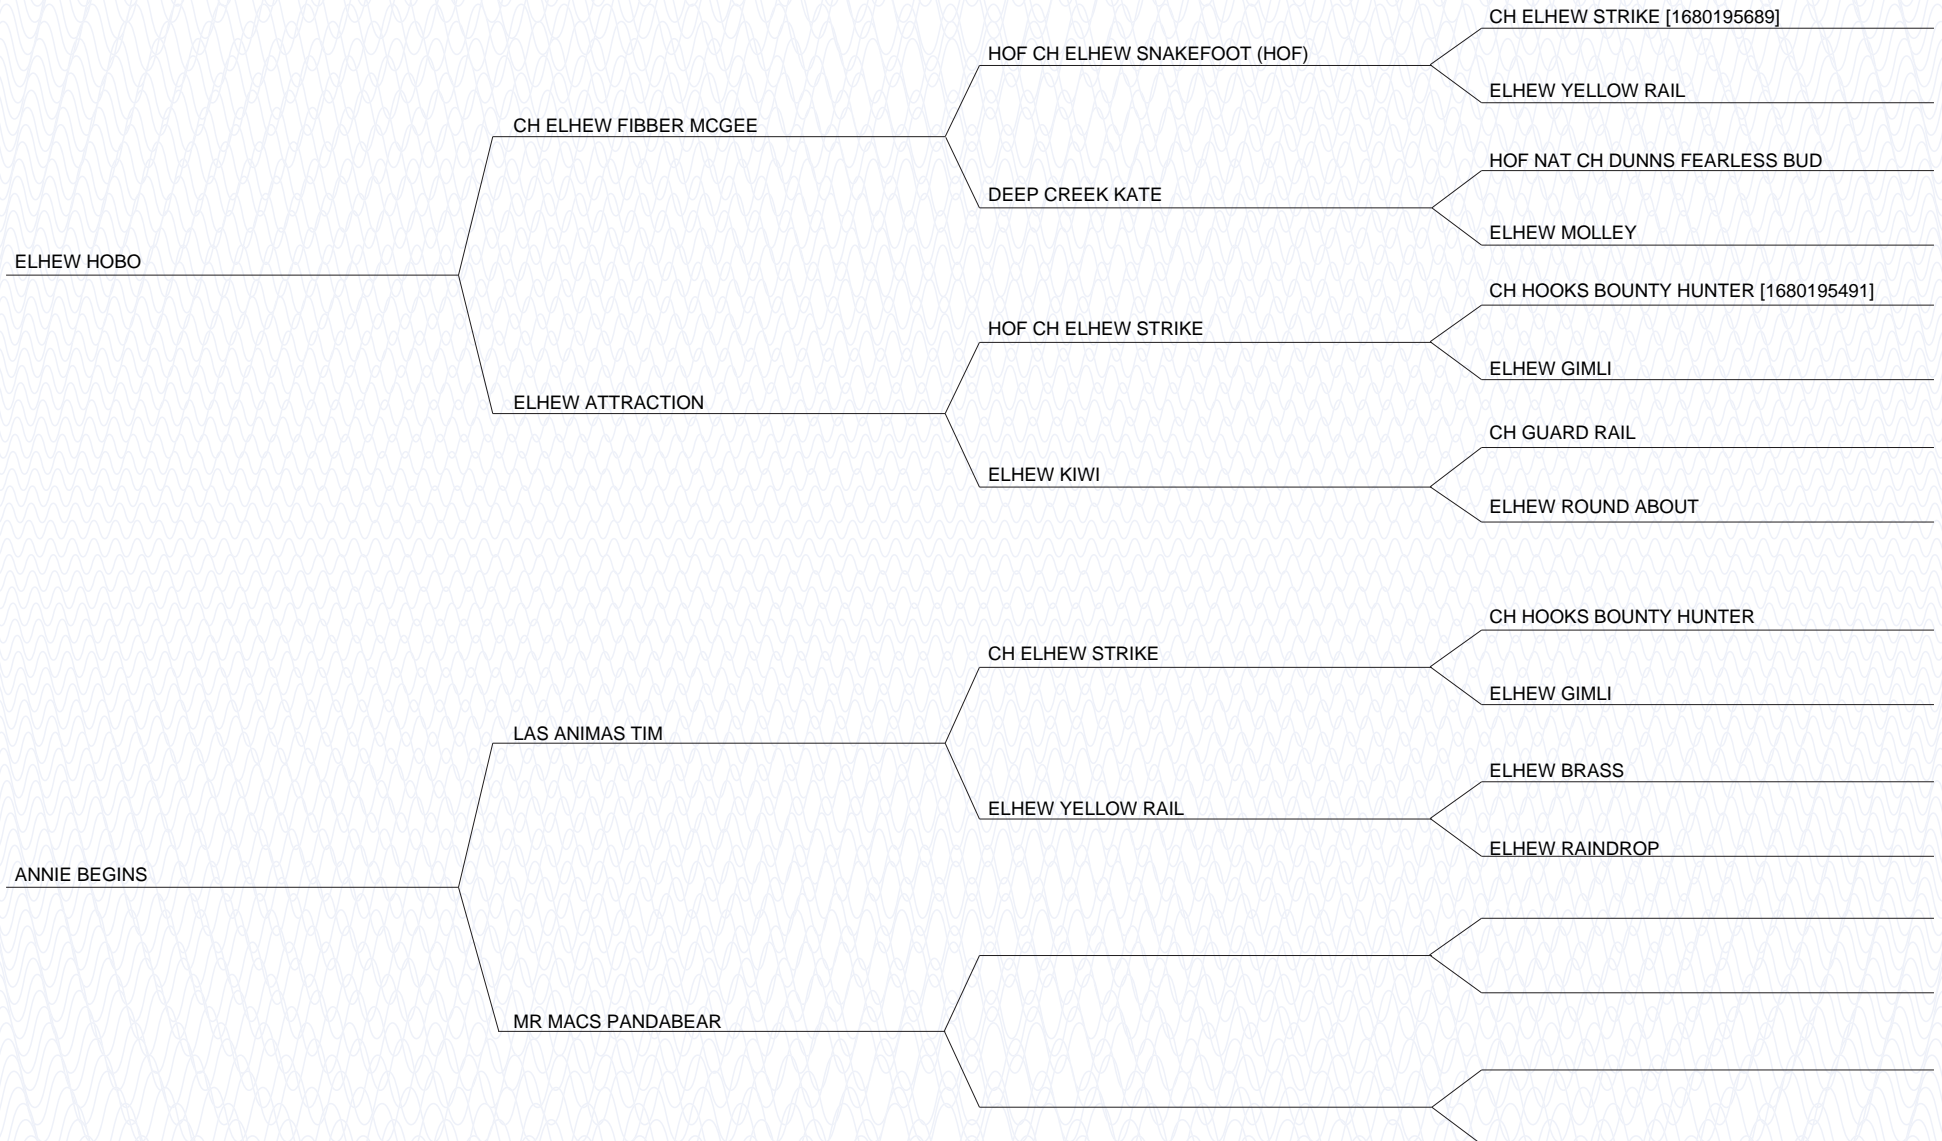 CH ELHEW STRIKE [1680195689]
HOF CH ELHEW SNAKEFOOT (HOF)
ELHEW YELLOW RAIL
CH ELHEW FIBBER MCGEE
HOF NAT CH DUNNS FEARLESS BUD
DEEP CREEK KATE
ELHEW MOLLEY
ELHEW HOBO
CH HOOKS BOUNTY HUNTER [1680195491]
HOF CH ELHEW STRIKE
ELHEW GIMLI
ELHEW ATTRACTION
CH GUARD RAIL
ELHEW KIWI
ELHEW ROUND ABOUT
CH HOOKS BOUNTY HUNTER
CH ELHEW STRIKE
ELHEW GIMLI
LAS ANIMAS TIM
ELHEW BRASS
ELHEW YELLOW RAIL
ELHEW RAINDROP
ANNIE BEGINS
MR MACS PANDABEAR